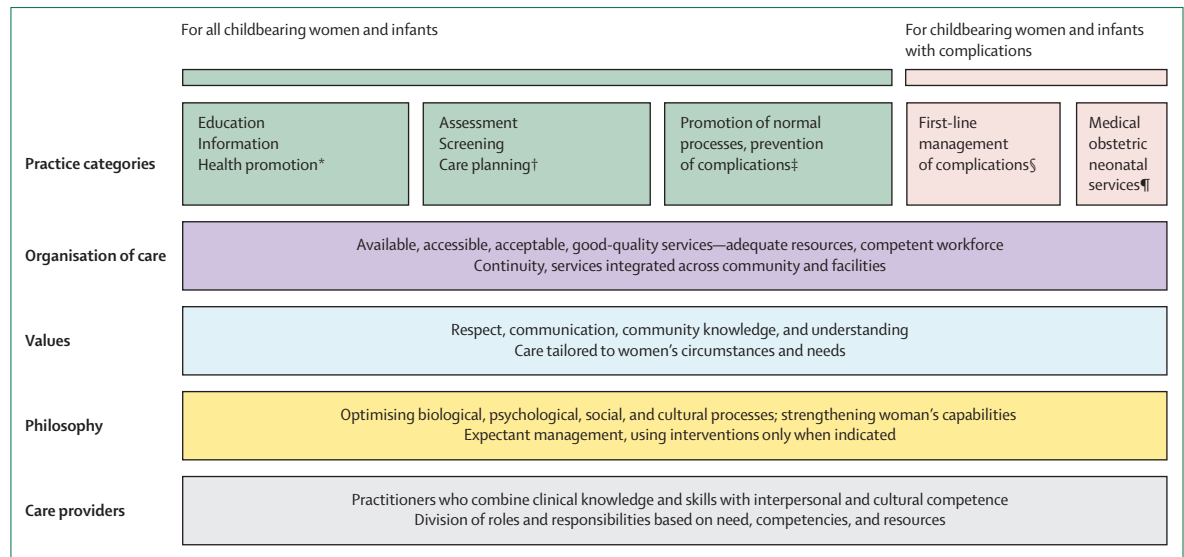 For all childbearing women and infants
For childbearing women and infants
with complications
Practice categories
Education
Information
Health promotion*
Assessment
Screening
Care planning†
Promotion of normal
processes, prevention
of complications‡
First-line
management
of complications§
Medical
obstetric
neonatal
services¶
Organisation of care
Available, accessible, acceptable, good-quality services—adequate resources, competent workforce
Continuity, services integrated across community and facilities
Values
Respect, communication, community knowledge, and understanding
Care tailored to women’s circumstances and needs
Philosophy
Optimising biological, psychological, social, and cultural processes; strengthening woman’s capabilities
Expectant management, using interventions only when indicated
Care providers
Practitioners who combine clinical knowledge and skills with interpersonal and cultural competence
Division of roles and responsibilities based on need, competencies, and resources